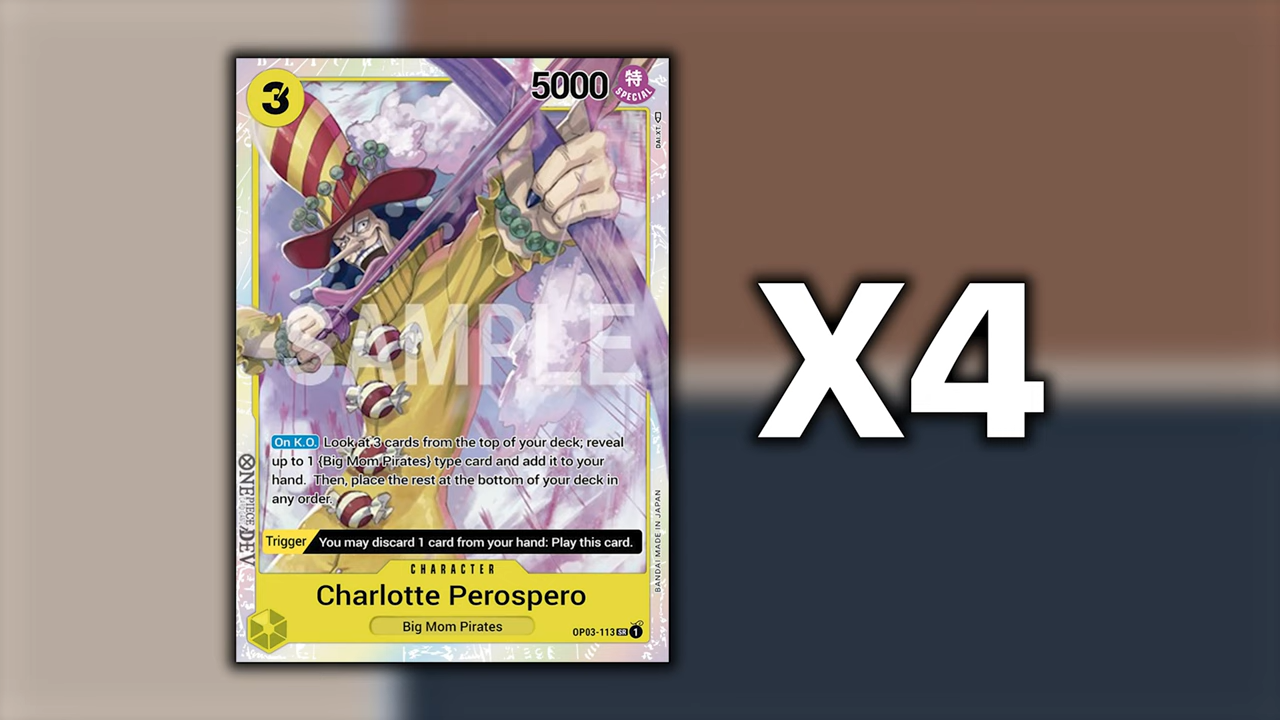 3
5000
特
SPECIAL
DAI.XT.
SAMPLE
On K.O. Look at 3 cards from the top of your deck; reveal
up to 1 {Big Mom Pirates} type card and add it to your
hand. Then, place the rest at the bottom of your deck in
any order.
Trigger You may discard 1 card from your hand: Play this card.
CHARACTER
Charlotte Perospero
Big Mom Pirates
OP03-113 SR 1
BANDAI MADE IN JAPAN
ONE PIECE
DEV
X4